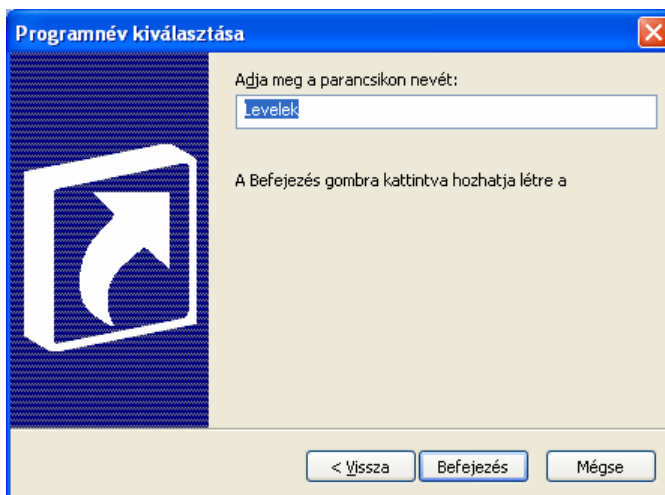 Programnév kiválasztása
Adja meg a parancsikon nevét:
Levelek
A Befejezés gombra kattintva hozhatja létre a
< Vissza
Befejezés
Mégse